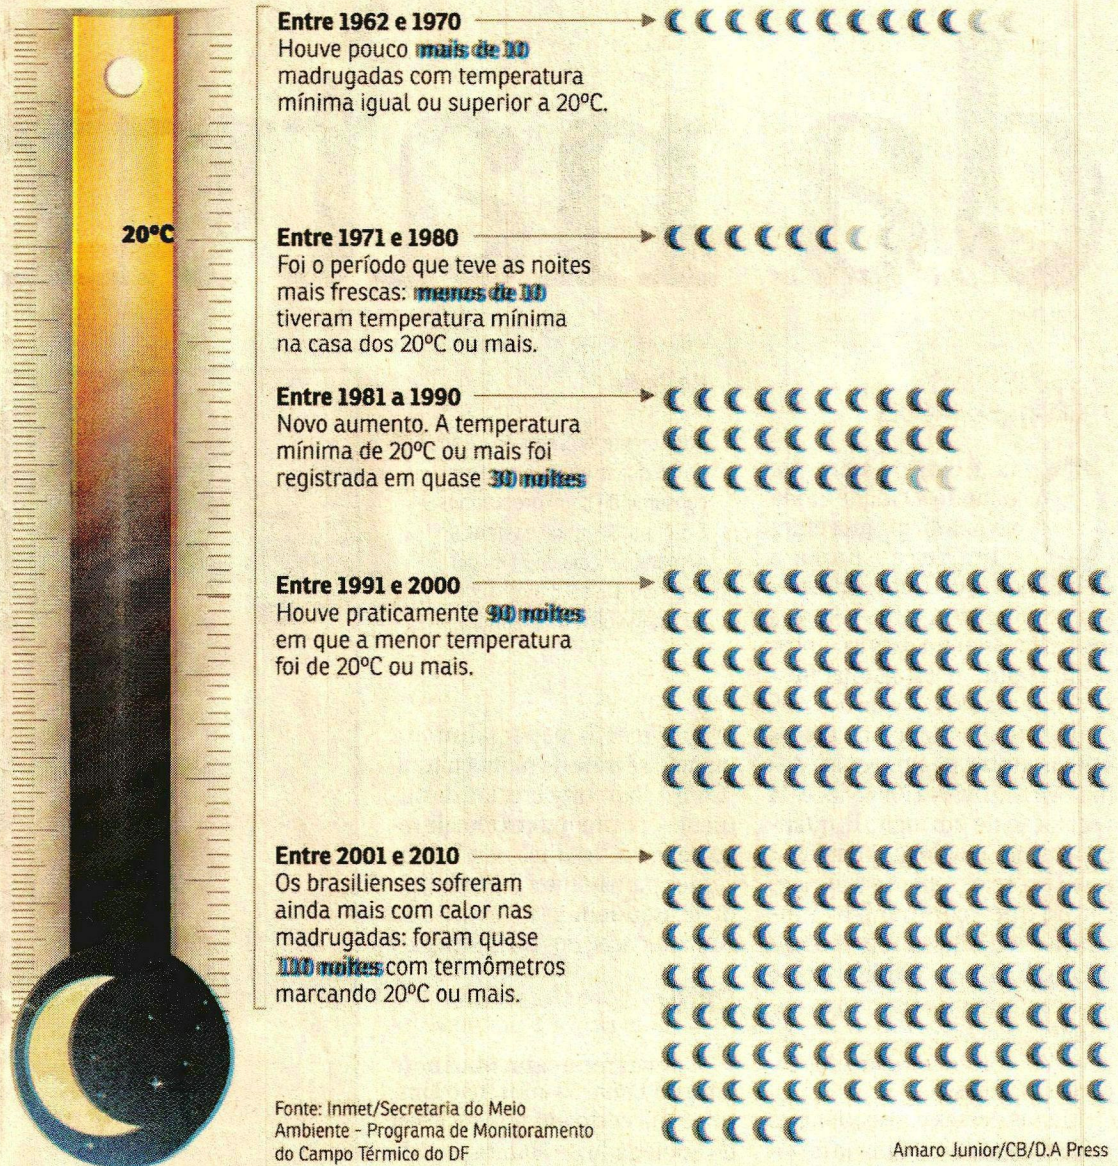 Entre 1962 e 1970
Houve pouco mais de 10
madrugadas com temperatura
mínima igual ou superior a 20ºC.
20ºC
Entre 1971 e 1980
Foi o período que teve as noites
mais frescas: menos de 10
tiveram temperatura mínima
na casa dos 20ºC ou mais.
Entre 1981 a 1990
Novo aumento. A temperatura
mínima de 20ºC ou mais foi
registrada em quase 30 noites
Entre 1991 e 2000
Houve praticamente 90 noites
em que a menor temperatura
foi de 20ºC ou mais.
Entre 2001 e 2010
Os brasilienses sofreram
ainda mais com calor nas
madrugadas: foram quase
110 noites com termômetros
marcando 20ºC ou mais.
Fonte: Inmet/Secretaria do Meio
Ambiente - Programa de Monitoramento
do Campo Térmico do DF
Amaro Junior/CB/D.A Press